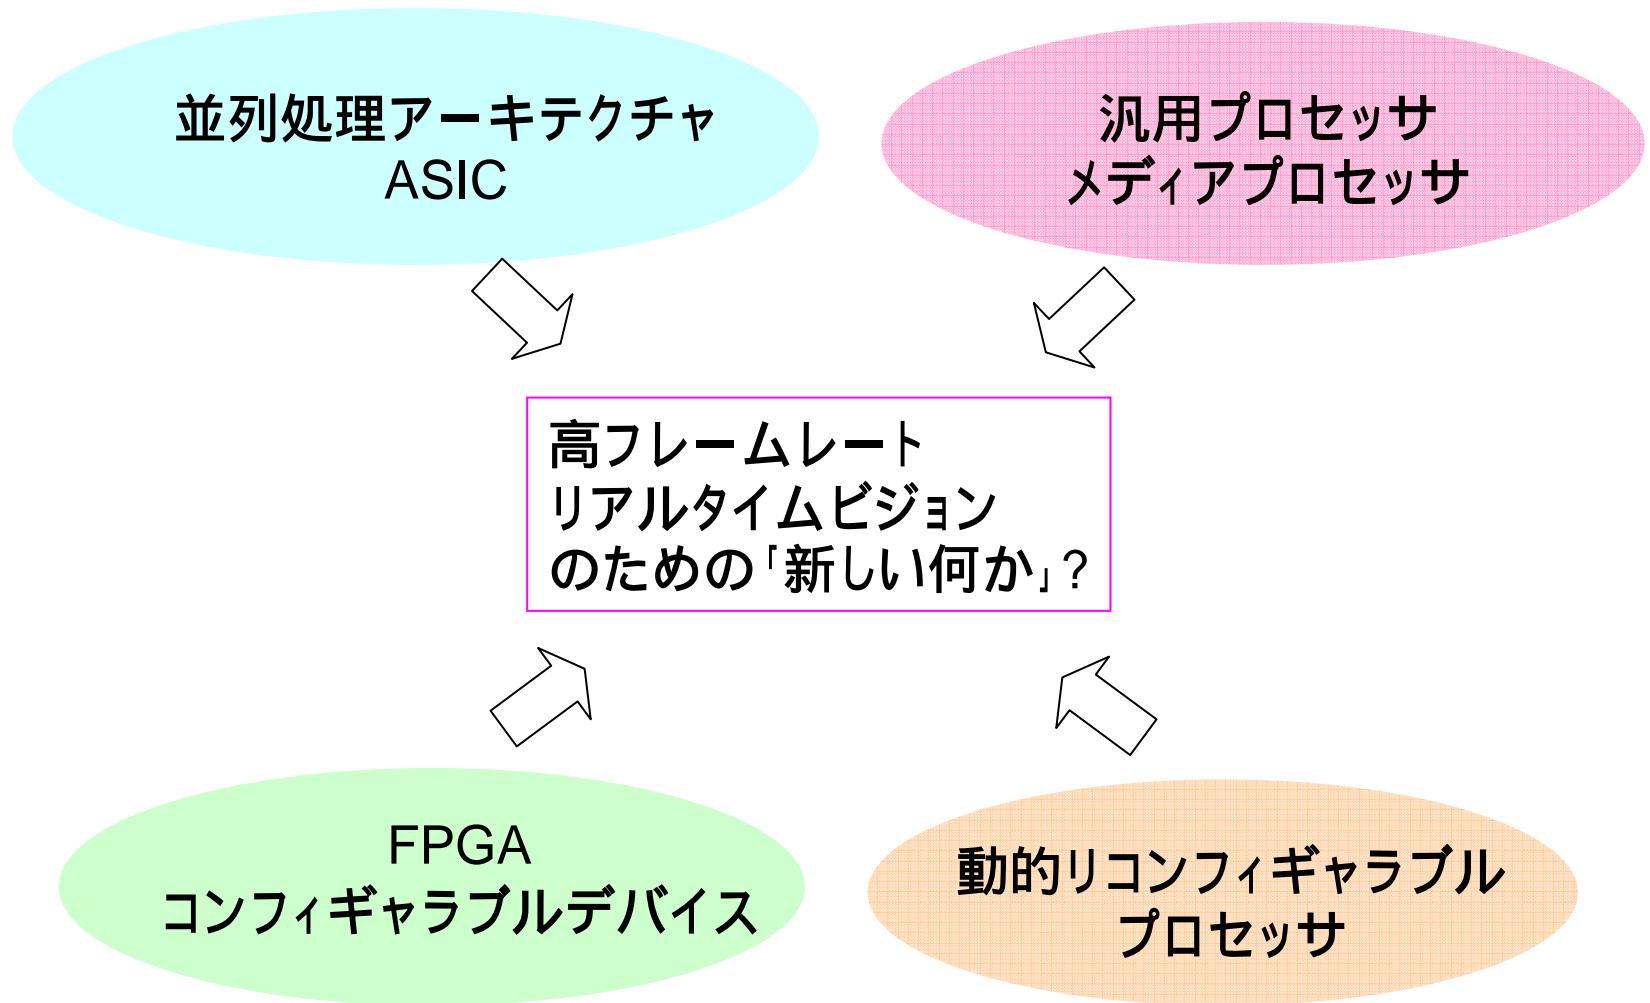 並列処理アーキテクチャ
ASIC
汎用プロセッサ
メディアプロセッサ
高フレームレート
リアルタイムビジョン
のための「新しい何か」?
FPGA
コンフィギャラブルデバイス
動的リコンフィギャラブル
プロセッサ